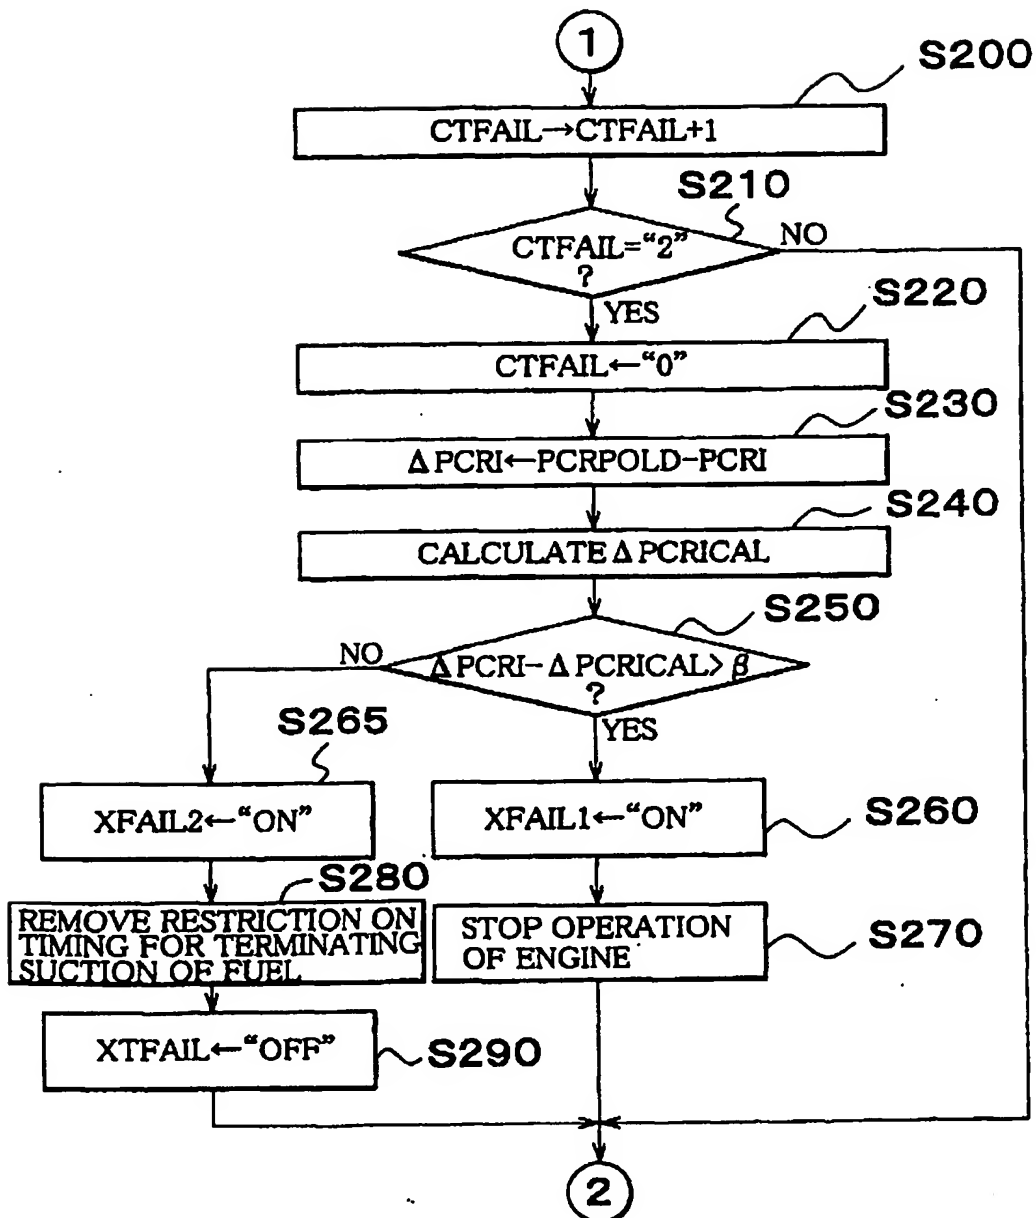 1
S200
CTFAIL→CTFAIL+1
S210
CTFAIL="2"
?
NO
YES
S220
CTFAIL←"0"
S230
ΔPCRI←PCRPOLD-PCRI
S240
CALCULATE ΔPCRICAL
S250
NO
ΔPCRI-ΔPCRICAL>β
?
YES
S265
XFAIL2←"ON"
XFAIL1←"ON"
S260
S280
REMOVE RESTRICTION ON
TIMING FOR TERMINATING
SUCTION OF FUEL
STOP OPERATION
OF ENGINE
S270
XTFAIL←"OFF"
S290
2